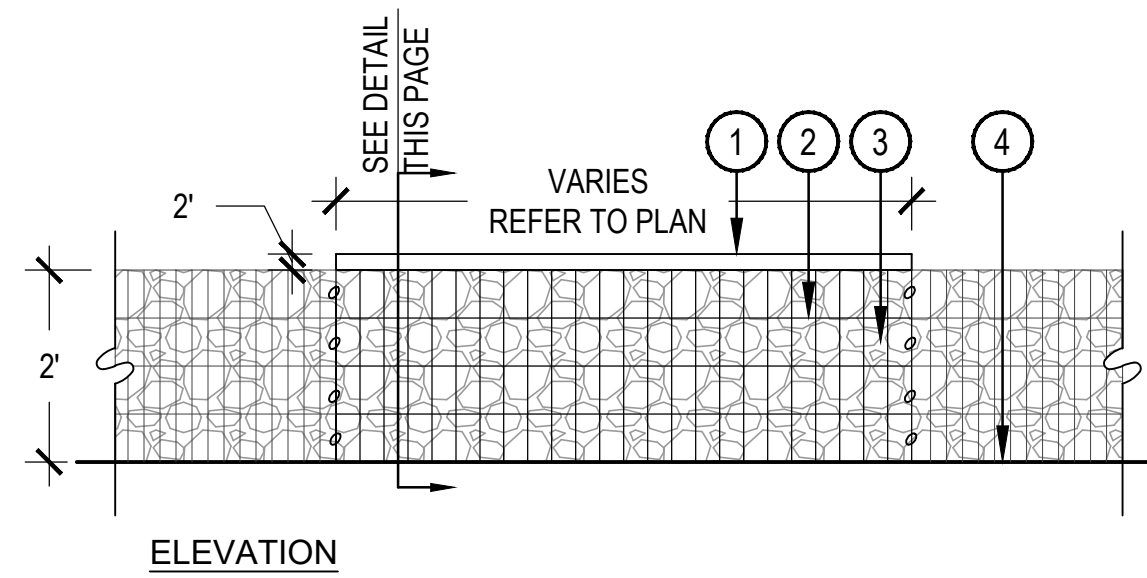 SEE DETAIL
THIS PAGE
1
2
3
4
VARIES
REFER TO PLAN
2'
2'
ELEVATION